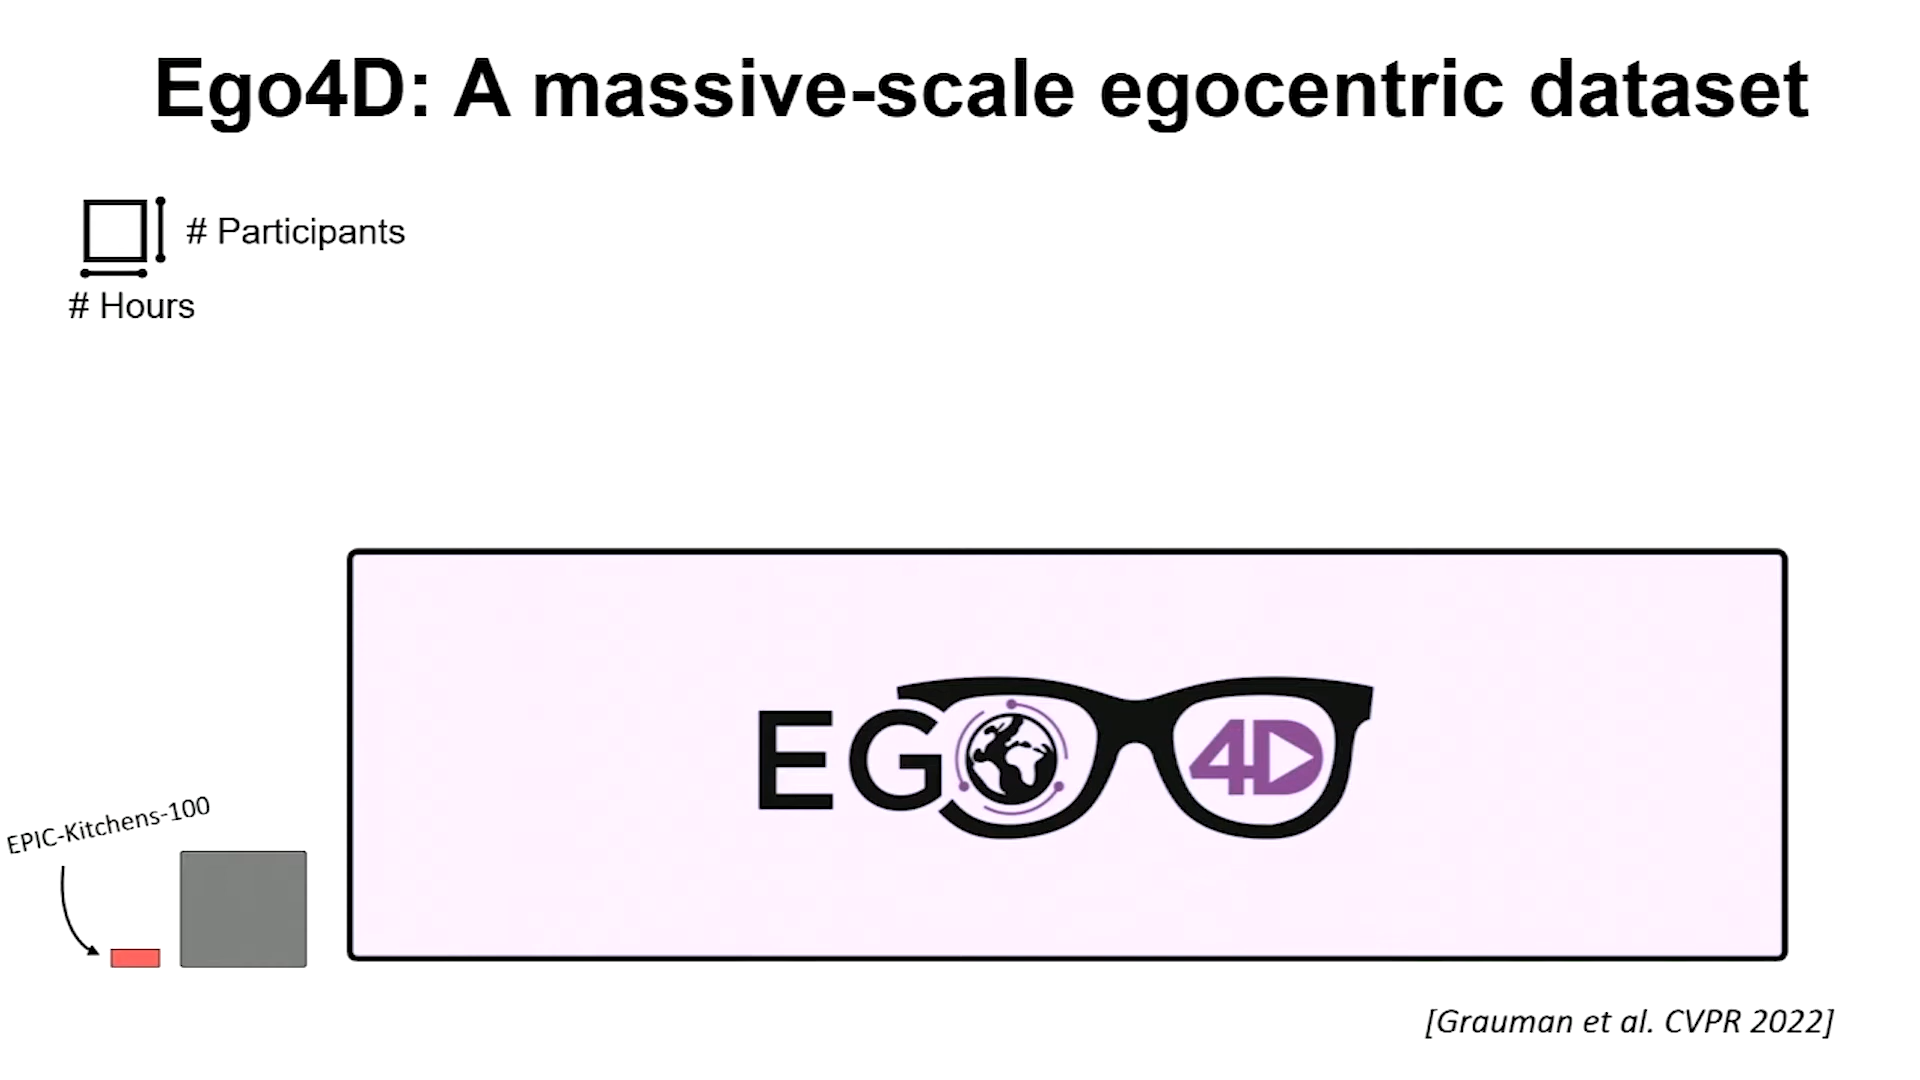 Ego4D: A massive-scale egocentric dataset
# Participants
# Hours
EGO 4D
EPIC-Kitchens-100
[Grauman et al. CVPR 2022]